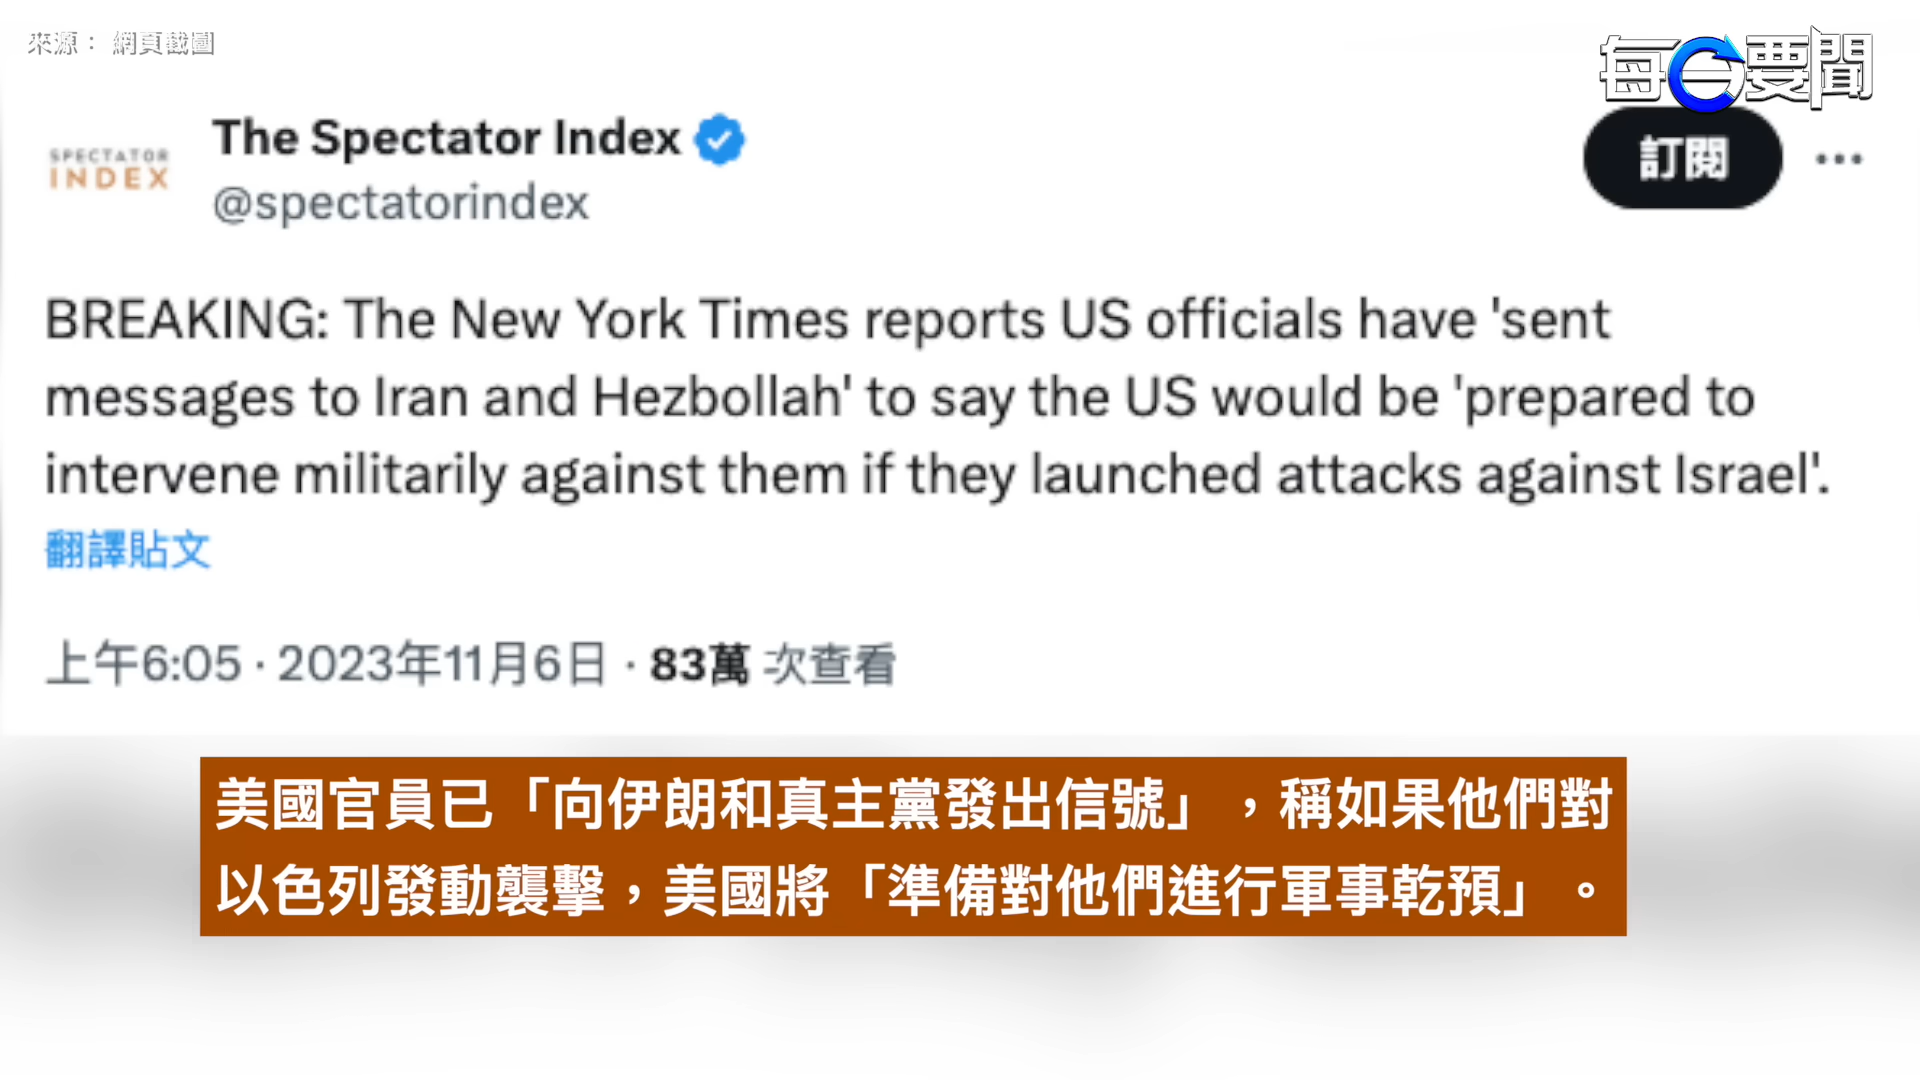 來源： 網頁截圖
每日要聞
SPECTATOR
INDEX
The Spectator Index
@spectatorindex
訂閱
BREAKING: The New York Times reports US officials have 'sent
messages to Iran and Hezbollah' to say the US would be 'prepared to
intervene militarily against them if they launched attacks against Israel'.
翻譯貼文
上午6:05 · 2023年11月6日 · 83萬 次查看
美國官員已「向伊朗和真主黨發出信號」，稱如果他們對
以色列發動襲擊，美國將「準備對他們進行軍事乾預」。